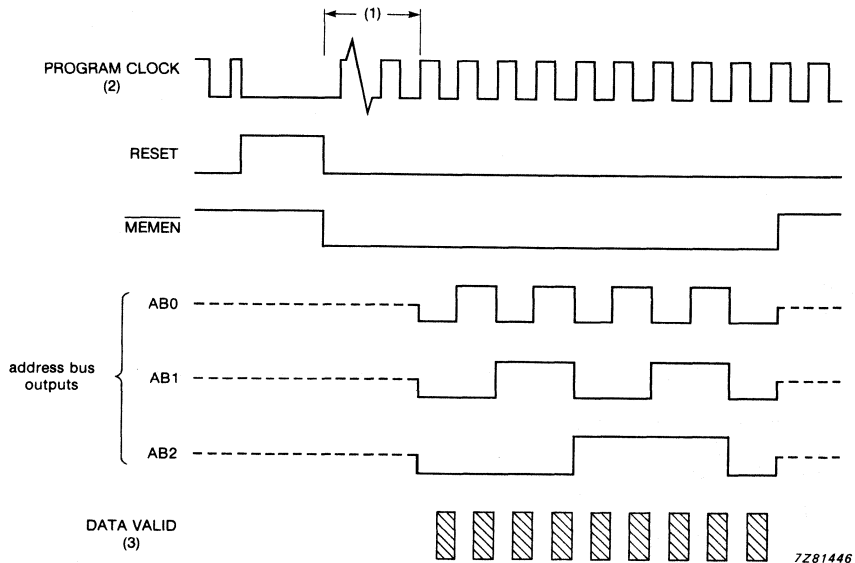 (1)
PROGRAM CLOCK
(2)
RESET
MEMEN
AB0
address bus
outputs
AB1
AB2
DATA VALID
(3)
7Z81446